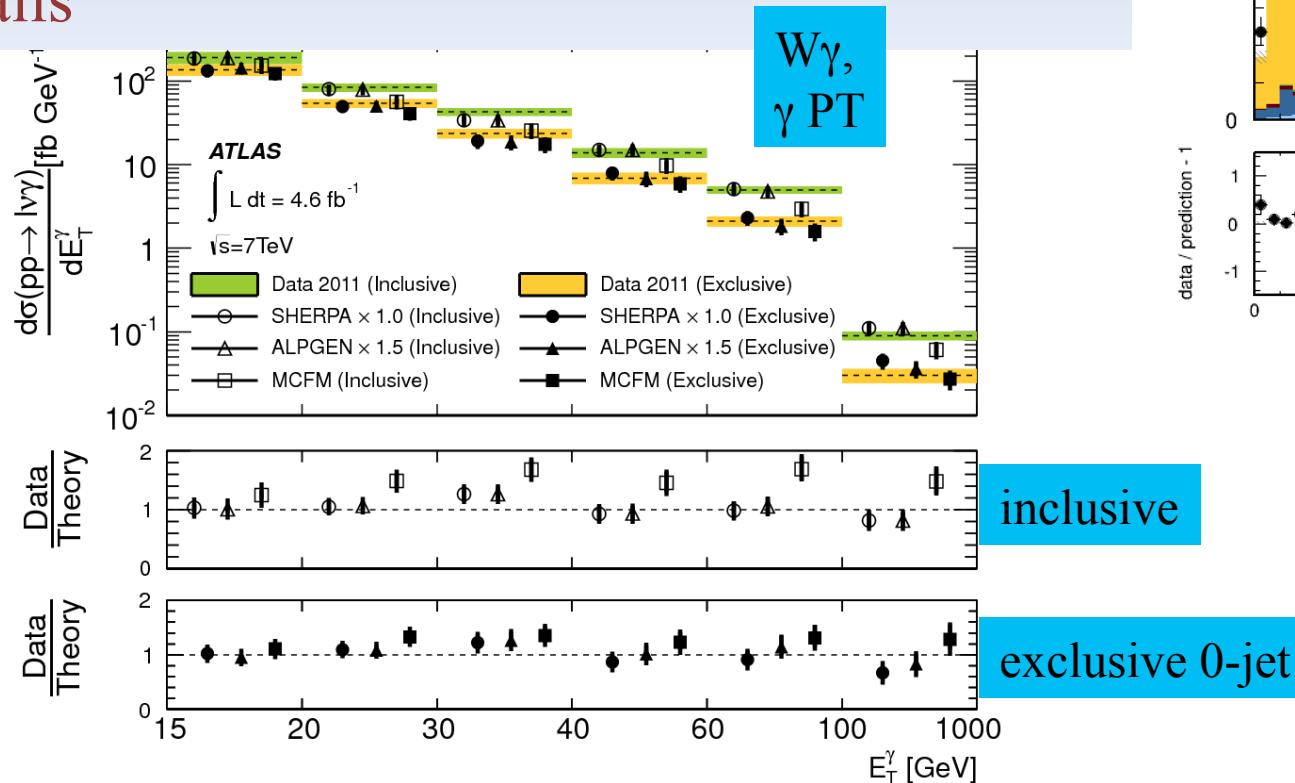 Wγ,
γ PT
dσ(pp→ lνγ)
dE_T^γ
[fb GeV⁻¹]
10²
10
1
10⁻¹
10⁻²
ATLAS
∫ L dt = 4.6 fb⁻¹
√s=7TeV
Data 2011 (Inclusive)
SHERPA × 1.0 (Inclusive)
ALPGEN × 1.5 (Inclusive)
MCFM (Inclusive)
Data 2011 (Exclusive)
SHERPA × 1.0 (Exclusive)
ALPGEN × 1.5 (Exclusive)
MCFM (Exclusive)
Data
Theory
2
1
0
inclusive
Data
Theory
2
1
0
exclusive 0-jet
15 20 30 40 60 100 1000
E_T^γ [GeV]
0
data / prediction - 1
1
0
-1
0